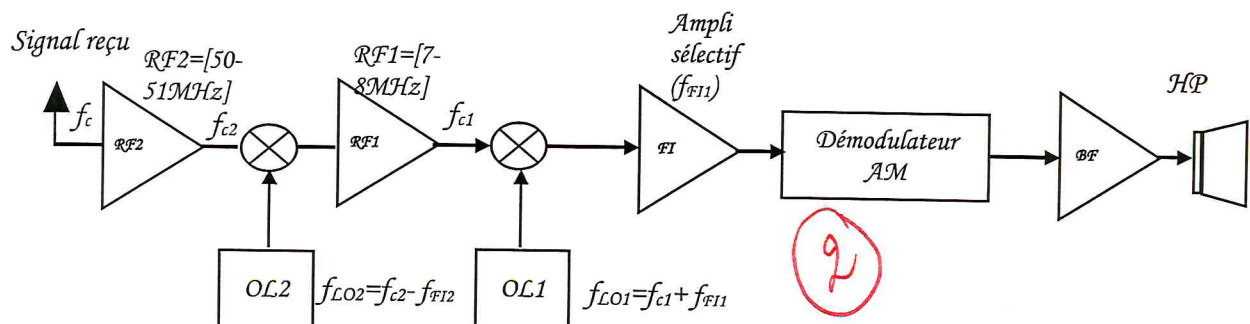 Signal reçu
RF2=[50-
51MHz]
RF1=[7-
8MHz]
Ampli
sélectif
(fFI1)
HP
fc
RF2
fc2
RF1
fc1
FI
Démodulateur
AM
BF
2
OL2
fLO2=fc2- fFI2
OL1
fLO1=fc1+ fFI1